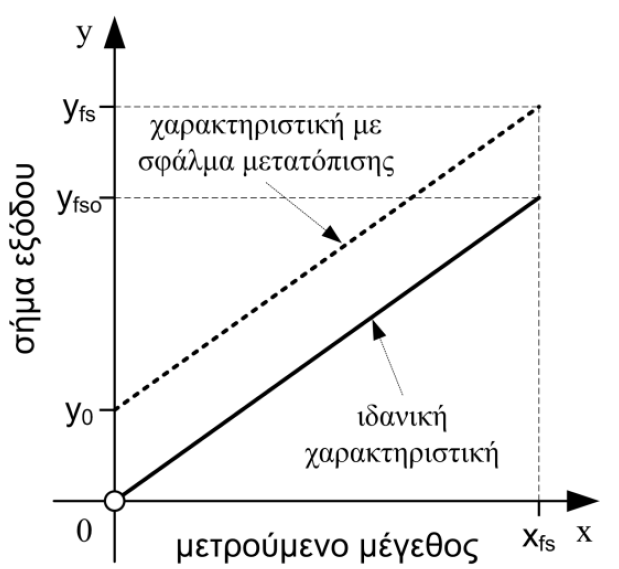 y
yfs
χαρακτηριστική με
σφάλμα μετατόπισης
yfso
σήμα εξόδου
y0
ιδανική
χαρακτηριστική
0
μετρούμενο μέγεθος
xfs
x